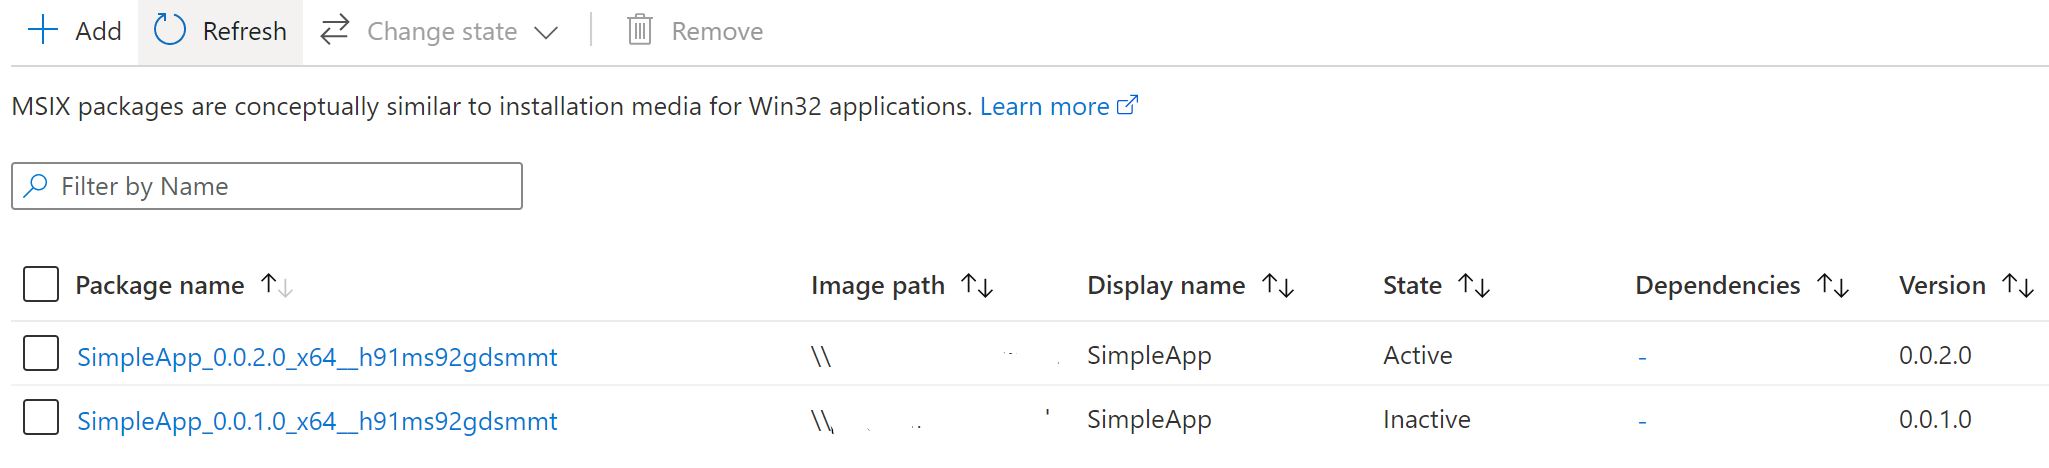 Add Refresh Change state Remove
MSIX packages are conceptually similar to installation media for Win32 applications. Learn more
Filter by Name
Package name Image path Display name State Dependencies Version
SimpleApp_0.0.2.0_x64__h91ms92gdsmmt \\ SimpleApp Active - 0.0.2.0
SimpleApp_0.0.1.0_x64__h91ms92gdsmmt \\ SimpleApp Inactive - 0.0.1.0